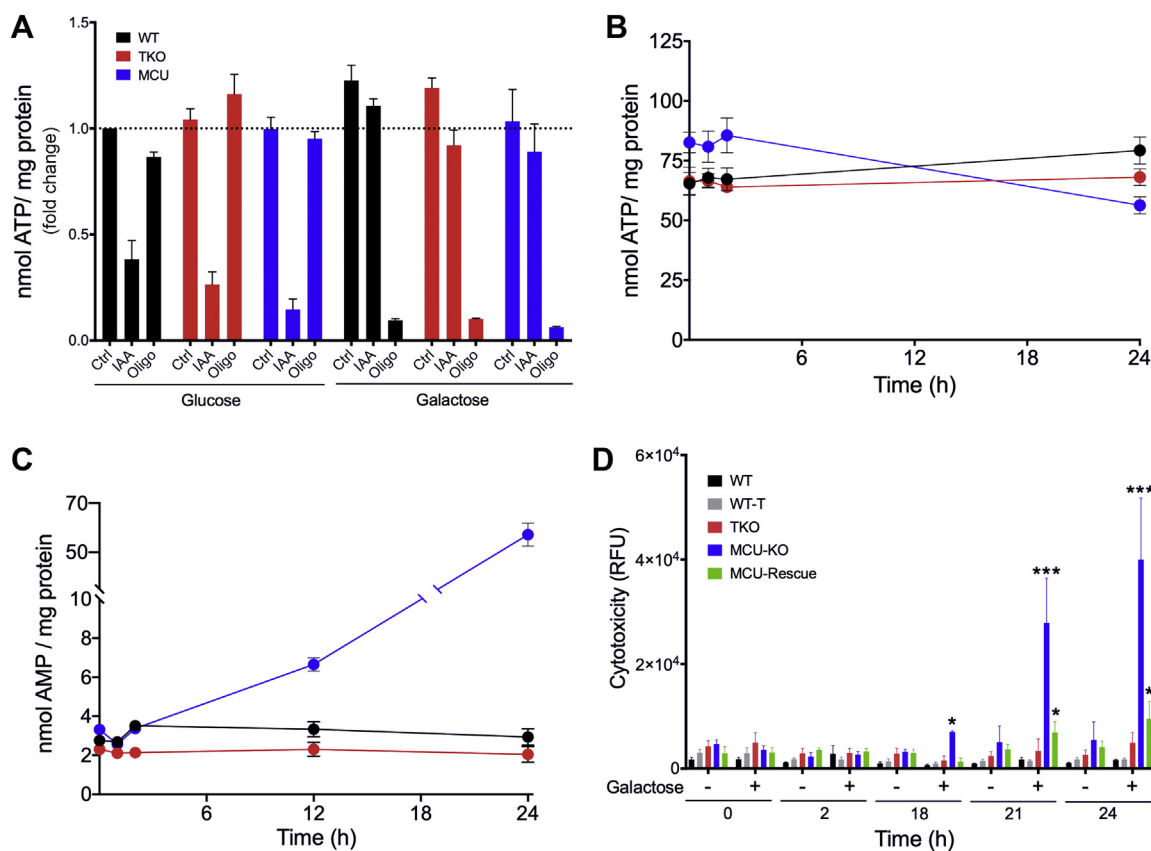 A
nmol ATP/ mg protein
(fold change)
1.5
1.0
0.5
0.0
WT
TKO
MCU
Ctrl IAA Oligo Ctrl IAA Oligo Ctrl IAA Oligo Ctrl IAA Oligo Ctrl IAA Oligo Ctrl IAA Oligo
Glucose Galactose
B
nmol ATP/ mg protein
125
100
75
50
25
0
6 12 18 24
Time (h)
C
nmol AMP / mg protein
70
50
10
8
6
4
2
0
6 12 18 24
Time (h)
D
Cytotoxicity (RFU)
6×10⁴
4×10⁴
2×10⁴
0
WT
WT-T
TKO
MCU-KO
MCU-Rescue
* *** * *** *
Galactose - + - + - + - + - +
0 2 18 21 24
Time (h)